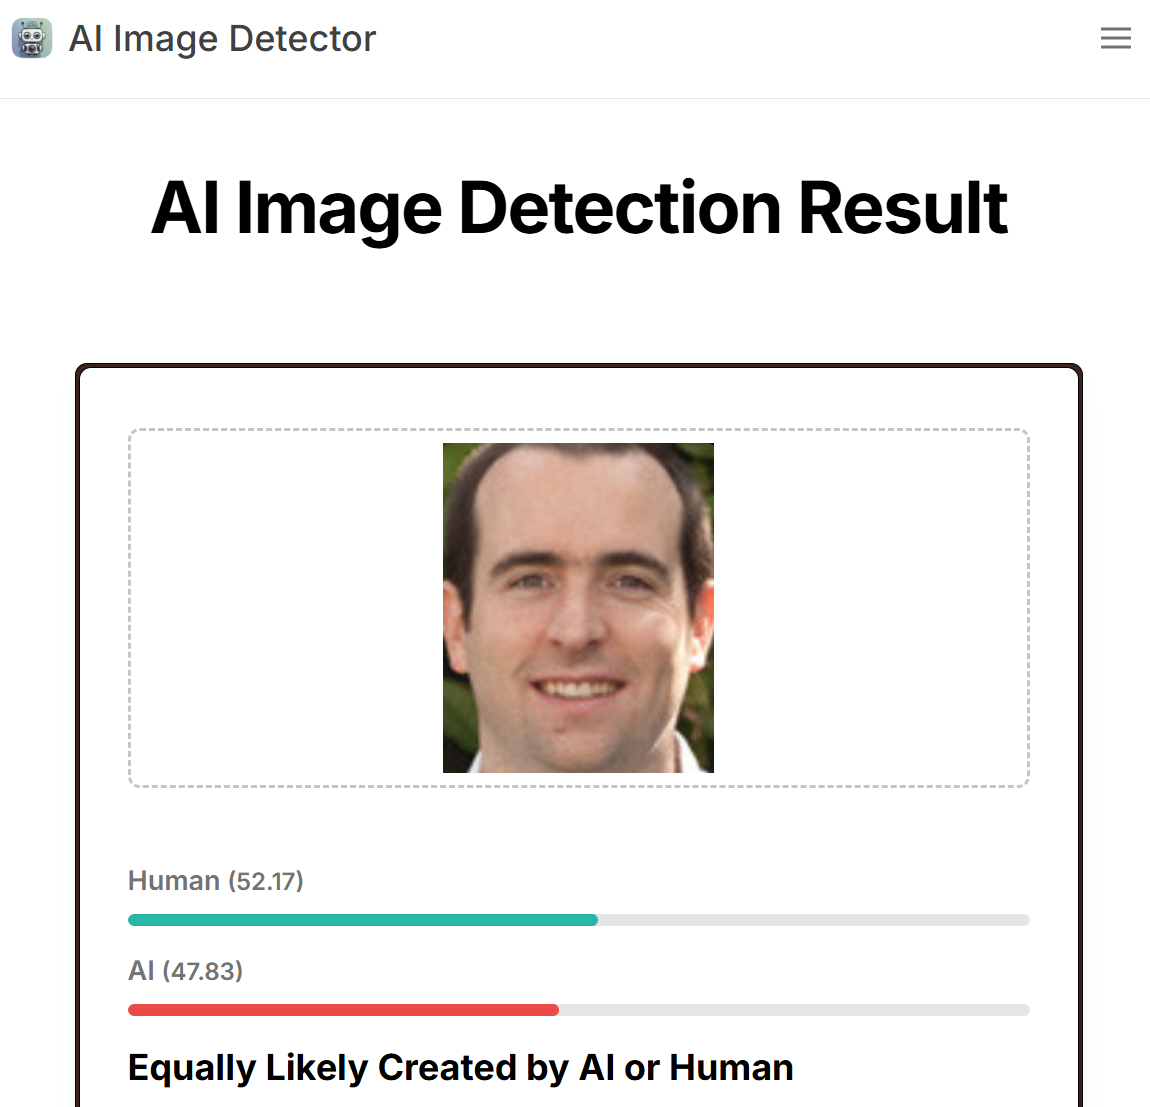 AI Image Detector
AI Image Detection Result
Human (52.17)
AI (47.83)
Equally Likely Created by AI or Human